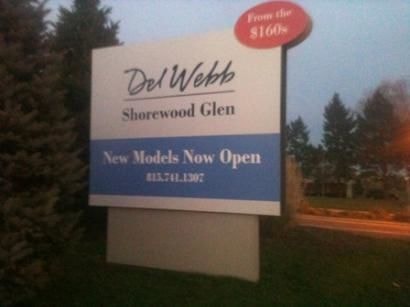 From the
$160s
Del Webb
Shorewood Glen
New Models Now Open
815.741.1307